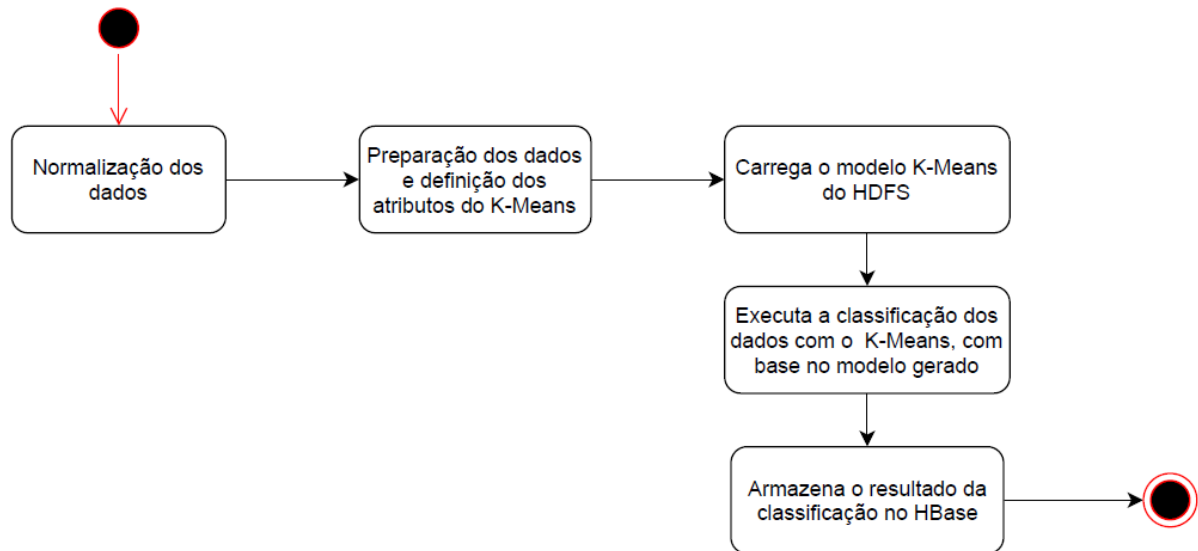 Normalização dos
dados
Preparação dos dados
e definição dos
atributos do K-Means
Carrega o modelo K-Means
do HDFS
Executa a classificação dos
dados com o K-Means, com
base no modelo gerado
Armazena o resultado da
classificação no HBase